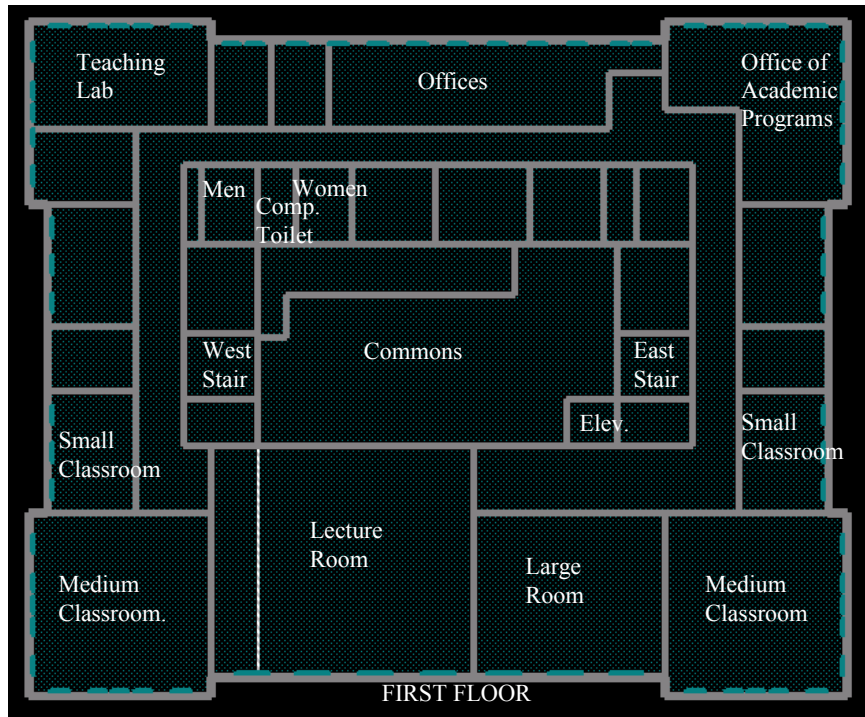 Teaching
Lab
Offices
Office of
Academic
Programs
Men
Women
Comp.
Toilet
West
Stair
Commons
East
Stair
Elev.
Small
Classroom
Small
Classroom
Lecture
Room
Large
Room
Medium
Classroom.
Medium
Classroom
FIRST FLOOR